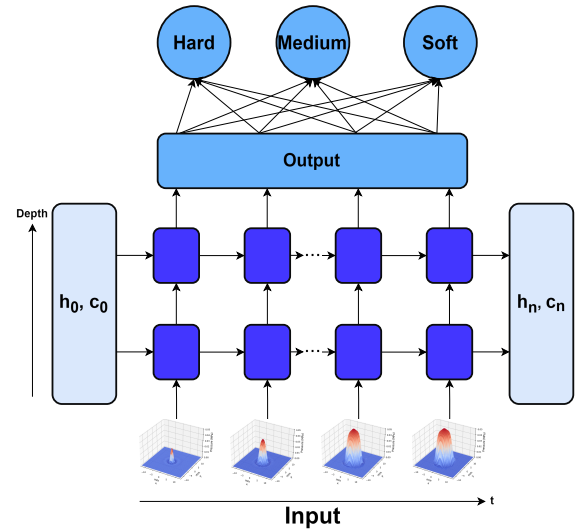 Hard Medium Soft
Output
Depth
h0, c0
hn, cn
... 
...
t
Input